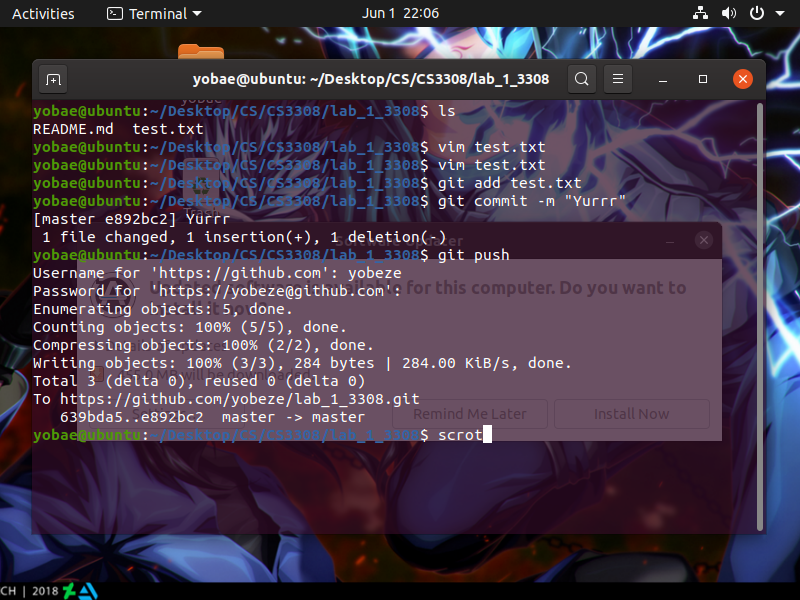 Activities Terminal Jun 1 22:06
yobae@ubuntu: ~/Desktop/CS/CS3308/lab_1_3308
yobae@ubuntu:~/Desktop/CS/CS3308/lab_1_3308$ ls
README.md  test.txt
yobae@ubuntu:~/Desktop/CS/CS3308/lab_1_3308$ vim test.txt
yobae@ubuntu:~/Desktop/CS/CS3308/lab_1_3308$ vim test.txt
yobae@ubuntu:~/Desktop/CS/CS3308/lab_1_3308$ git add test.txt
yobae@ubuntu:~/Desktop/CS/CS3308/lab_1_3308$ git commit -m "Yurrr"
[master e892bc2] Yurrr
 1 file changed, 1 insertion(+), 1 deletion(-)
yobae@ubuntu:~/Desktop/CS/CS3308/lab_1_3308$ git push
Username for 'https://github.com': yobeze
Password for 'https://yobeze@github.com':
Enumerating objects: 5, done.
Counting objects: 100% (5/5), done.
Compressing objects: 100% (2/2), done.
Writing objects: 100% (3/3), 284 bytes | 284.00 KiB/s, done.
Total 3 (delta 0), reused 0 (delta 0)
To https://github.com/yobeze/lab_1_3308.git
   639bda5..e892bc2  master -> master
yobae@ubuntu:~/Desktop/CS/CS3308/lab_1_3308$ scrot
Updater
for this computer. Do you want to
will be downloaded
Remind Me Later Install Now
CH | 2018